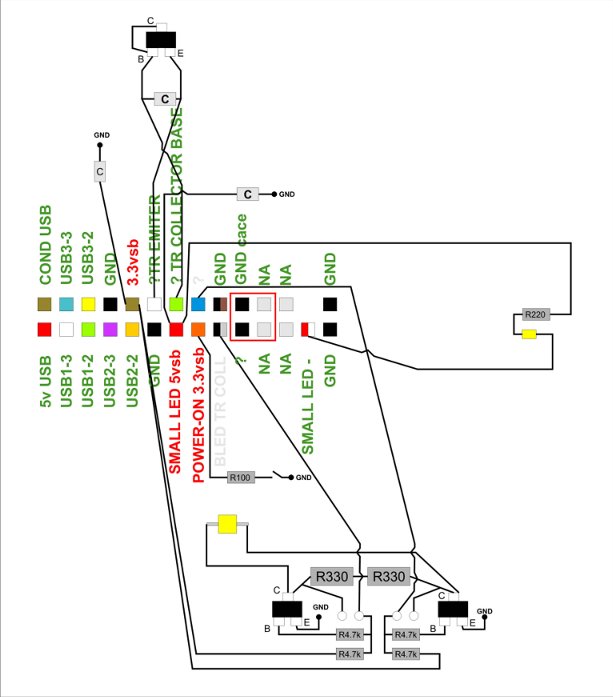 C
B
E
C
GND
C
C
GND
COND USB
USB3-3
USB3-2
GND
3.3vsb
?TR EMITER
? TR COLLECTOR BASE
?
GND
GND cace
NA
NA
GND
5v USB
USB1-3
USB1-2
USB2-3
USB2-2
GND
SMALL LED 5vsb
POWER-ON 3.3vsb
BLED TR COLL
?
NA
NA
SMALL LED -
GND
R220
R100
GND
R330
R330
C
B
E
GND
C
B
E
GND
R4.7k
R4.7k
R4.7k
R4.7k